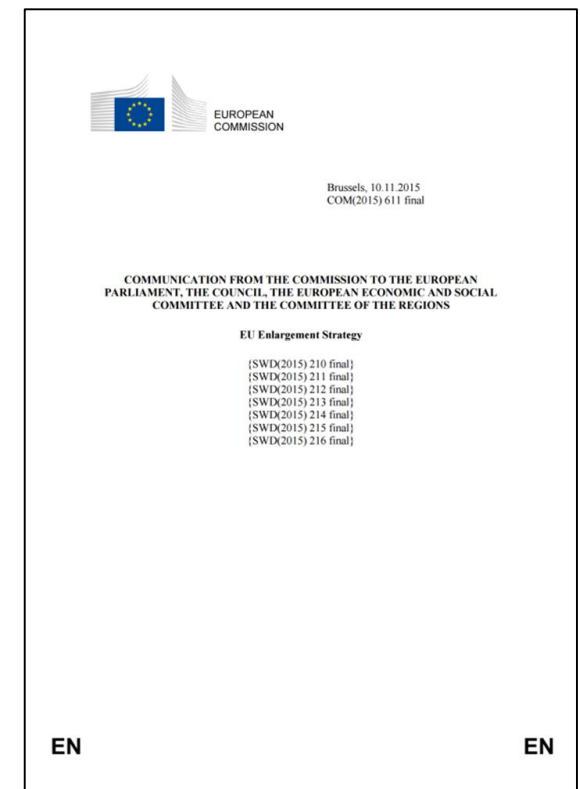 EUROPEAN
COMMISSION
Brussels, 10.11.2015
COM(2015) 611 final
COMMUNICATION FROM THE COMMISSION TO THE EUROPEAN
PARLIAMENT, THE COUNCIL, THE EUROPEAN ECONOMIC AND SOCIAL
COMMITTEE AND THE COMMITTEE OF THE REGIONS
EU Enlargement Strategy
{SWD(2015) 210 final}
{SWD(2015) 211 final}
{SWD(2015) 212 final}
{SWD(2015) 213 final}
{SWD(2015) 214 final}
{SWD(2015) 215 final}
{SWD(2015) 216 final}
EN EN